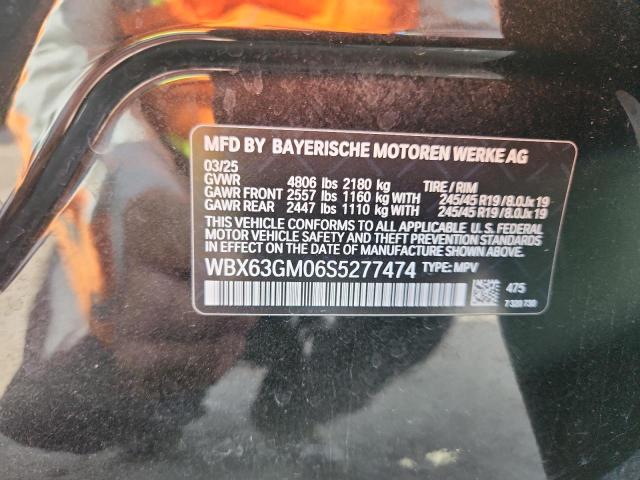 MFD BY BAYERISCHE MOTOREN WERKE AG
03/25
GVWR 4806 lbs 2180 kg TIRE / RIM
GAWR FRONT 2557 lbs 1160 kg WITH 245/45 R19 / 8.0Jx19
GAWR REAR 2447 lbs 1110 kg WITH 245/45 R19 / 8.0Jx19
THIS VEHICLE CONFORMS TO ALL APPLICABLE U. S. FEDERAL
MOTOR VEHICLE SAFETY AND THEFT PREVENTION STANDARDS
IN EFFECT ON THE DATE OF MANUFACTURE SHOWN ABOVE.
WBX63GM06S5277474 TYPE: MPV
475